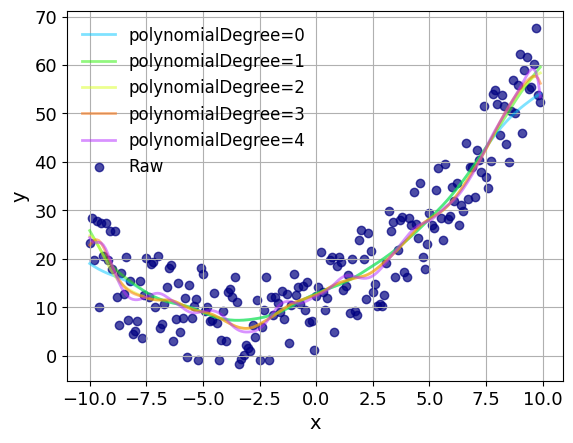 polynomialDegree=0
polynomialDegree=1
polynomialDegree=2
polynomialDegree=3
polynomialDegree=4
Raw
70
60
50
40
30
20
10
0
y
−10.0 −7.5 −5.0 −2.5 0.0 2.5 5.0 7.5 10.0
x